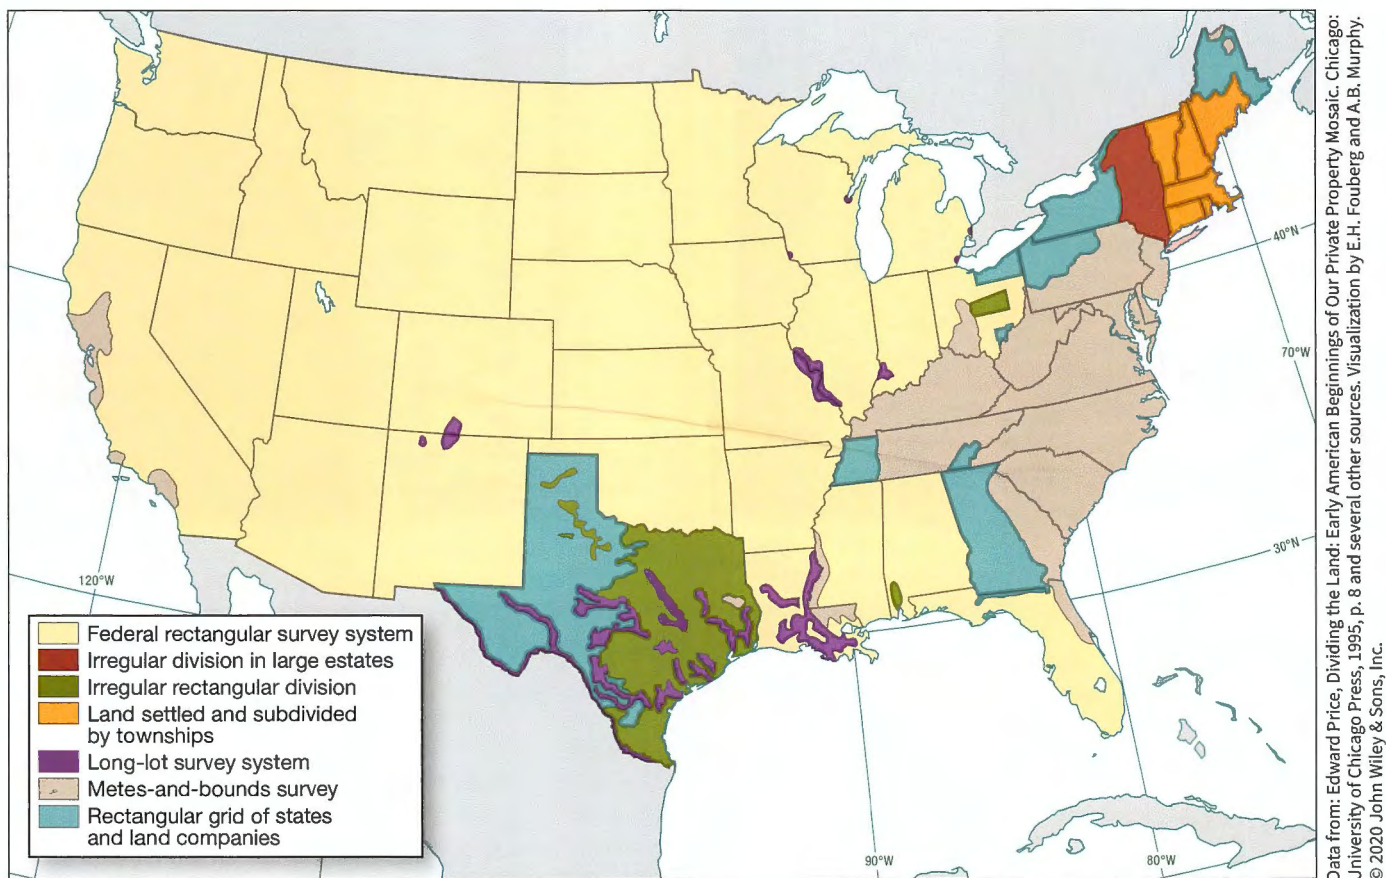 40°N
70°W
30°N
120°W
90°W
80°W
Federal rectangular survey system
Irregular division in large estates
Irregular rectangular division
Land settled and subdivided
by townships
Long-lot survey system
Metes-and-bounds survey
Rectangular grid of states
and land companies
Data from: Edward Price, Dividing the Land: Early American Beginnings of Our Private Property Mosaic. Chicago:
University of Chicago Press, 1995, p. 8 and several other sources. Visualization by E.H. Fouberg and A.B. Murphy.
© 2020 John Wiley & Sons, Inc.